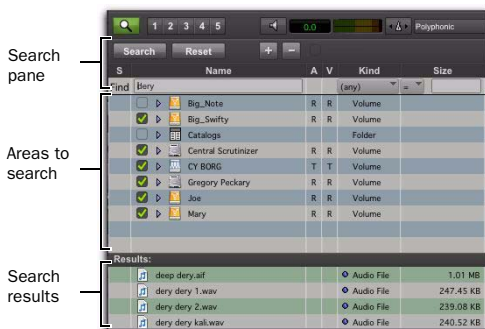 1 2 3 4 5 0.0 Polyphonic
Search pane
Search Reset + −
S Name A V Kind Size
Find dery (any) =
Areas to search
Big_Note R R Volume
Big_Swifty R R Volume
Catalogs Folder
Central Scrutinizer R R Volume
CY BORG T T Volume
Gregory Peckary R R Volume
Joe R R Volume
Mary R R Volume
Results:
Search results
deep dery.aif Audio File 1.01 MB
dery dery 1.wav Audio File 247.45 KB
dery dery 2.wav Audio File 239.08 KB
dery dery kali.wav Audio File 240.52 KB